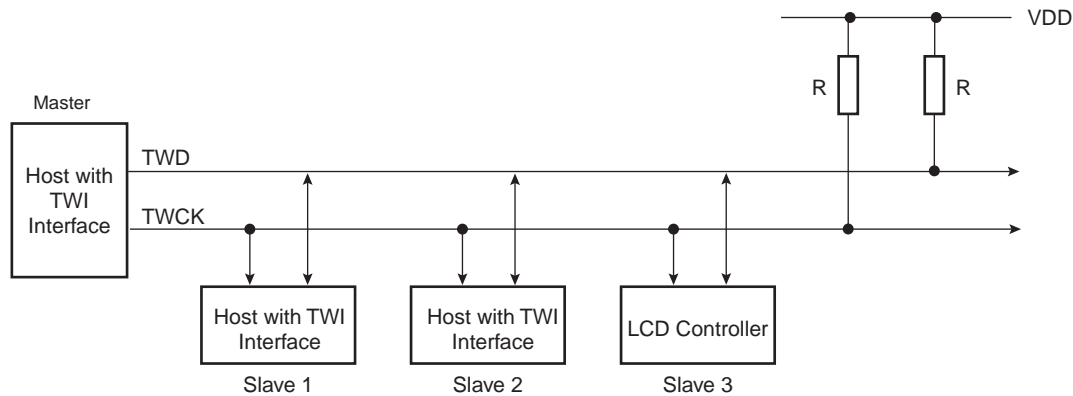 VDD
R
R
Master
Host with
TWI
Interface
TWD
TWCK
Host with TWI
Interface
Host with TWI
Interface
LCD Controller
Slave 1
Slave 2
Slave 3